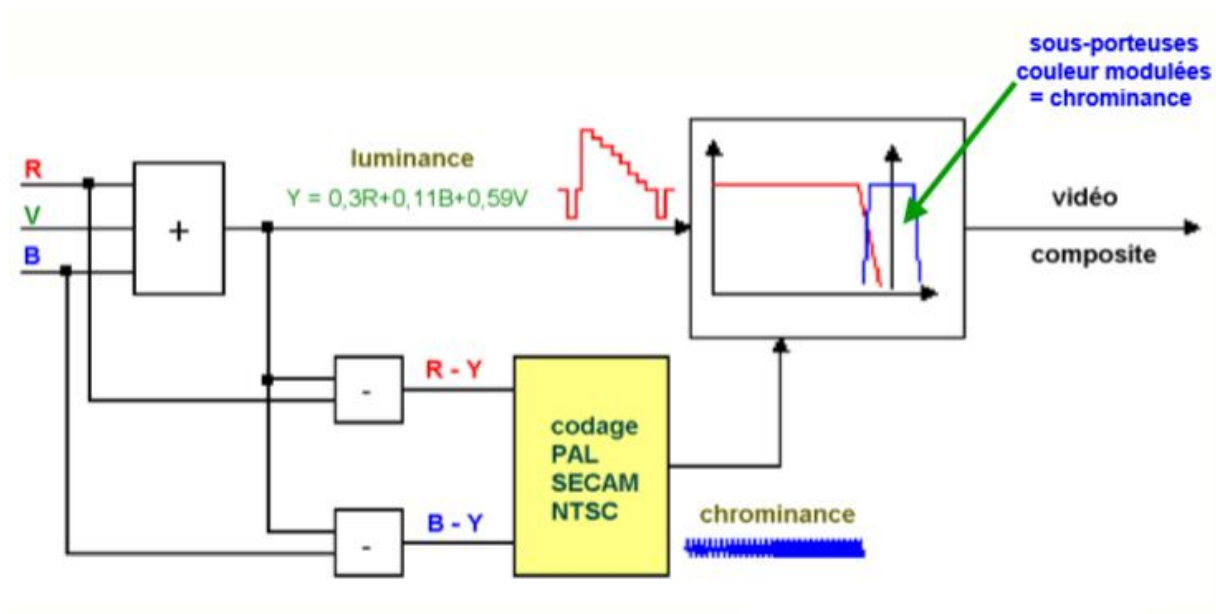 sous-porteuses
couleur modulées
= chrominance
luminance
Y = 0,3R+0,11B+0,59V
R
V
B
+
vidéo
composite
-
R - Y
codage
PAL
SECAM
NTSC
-
B - Y
chrominance